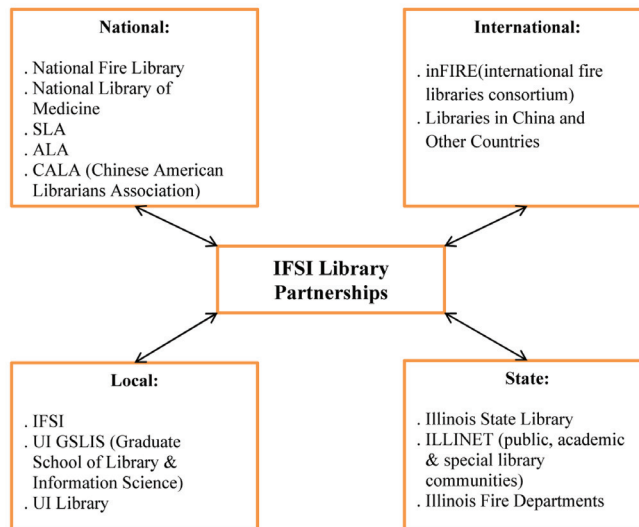 National:
. National Fire Library
. National Library of
Medicine
. SLA
. ALA
. CALA (Chinese American
Librarians Association)
International:
. inFIRE(international fire
libraries consortium)
. Libraries in China and
Other Countries
IFSI Library
Partnerships
Local:
. IFSI
. UI GSLIS (Graduate
School of Library &
Information Science)
. UI Library
State:
. Illinois State Library
. ILLINET (public, academic
& special library
communities)
. Illinois Fire Departments